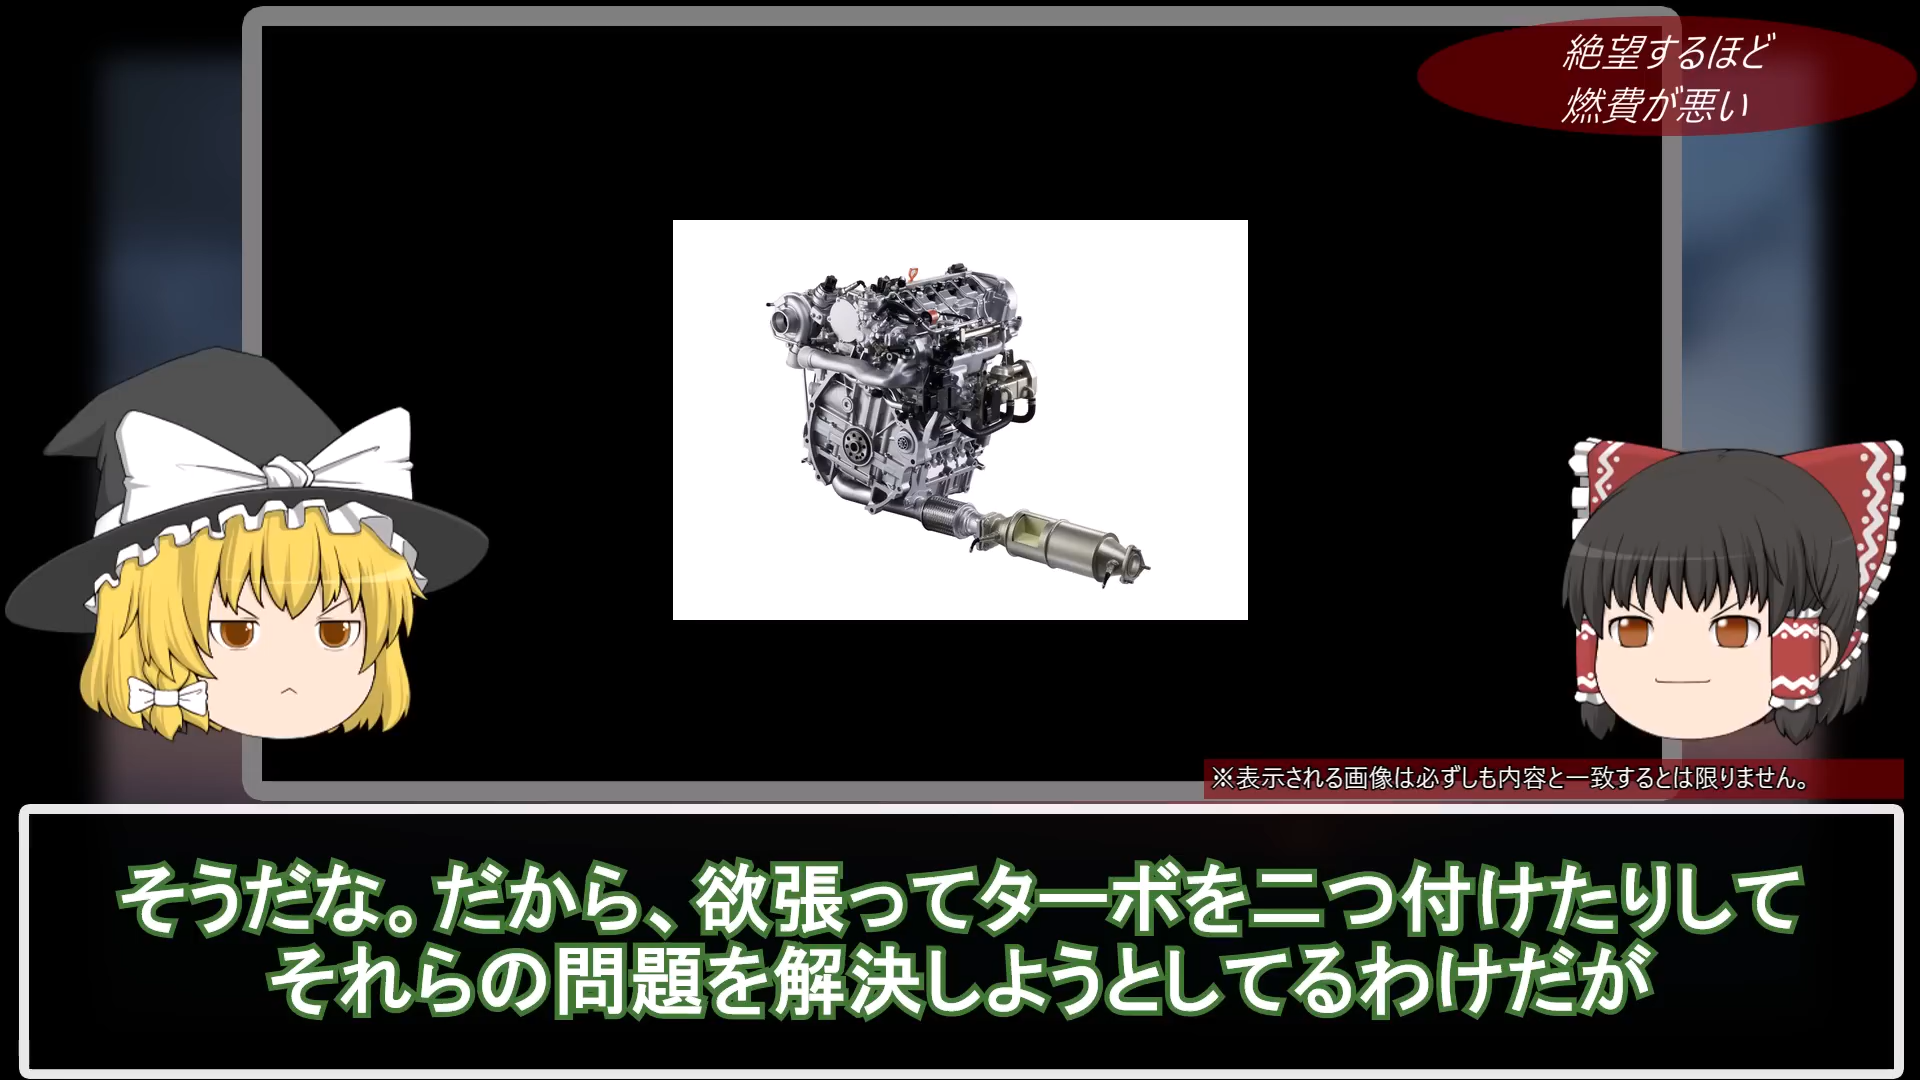 絶望するほど
燃費が悪い
※表示される画像は必ずしも内容と一致するとは限りません。
そうだな。だから、欲張ってターボを二つ付けたりして
それらの問題を解決しようとしてるわけだが